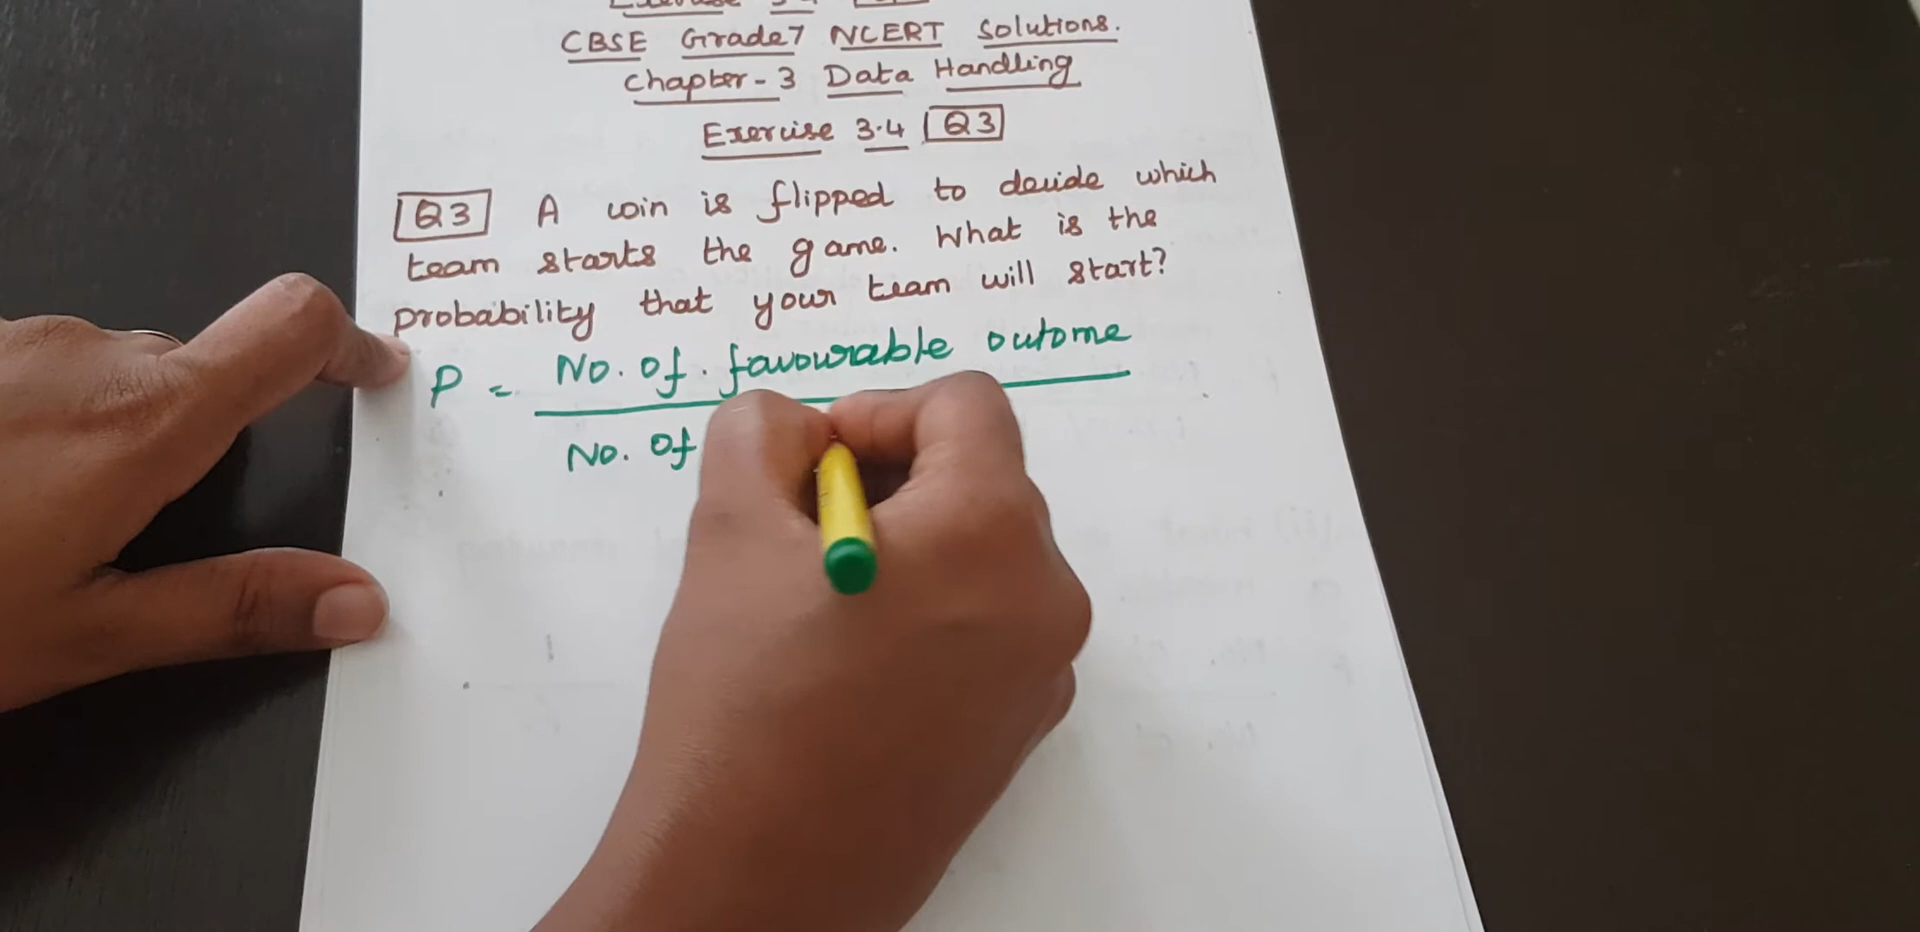 CBSE Grade7 NCERT Solutions.
Chapter-3 Data Handling
Exercise 3.4 Q3
Q3 A coin is flipped to decide which
team starts the game. What is the
probability that your team will start?
P = No. of. favourable outome
No. of